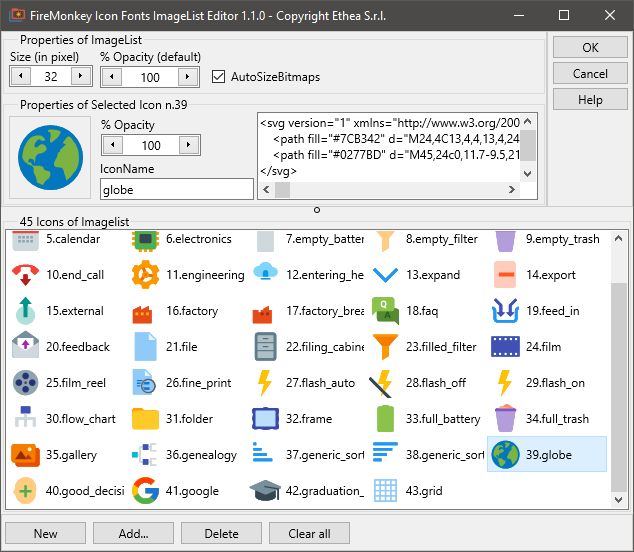 FireMonkey Icon Fonts ImageList Editor 1.1.0 - Copyright Ethea S.r.l.
Properties of ImageList
Size (in pixel) % Opacity (default)
32 100 AutoSizeBitmaps
OK
Cancel
Help
Properties of Selected Icon n.39
% Opacity
100
IconName
globe
<svg version="1" xmlns="http://www.w3.org/200
<path fill="#7CB342" d="M24,4C13,4,4,13,4,24
<path fill="#0277BD" d="M45,24c0,11.7-9.5,21
</svg>
45 Icons of Imagelist
5.calendar 6.electronics 7.empty_batter 8.empty_filter 9.empty_trash
10.end_call 11.engineering 12.entering_he 13.expand 14.export
15.external 16.factory 17.factory_brea 18.faq 19.feed_in
20.feedback 21.file 22.filing_cabine 23.filled_filter 24.film
25.film_reel 26.fine_print 27.flash_auto 28.flash_off 29.flash_on
30.flow_chart 31.folder 32.frame 33.full_battery 34.full_trash
35.gallery 36.genealogy 37.generic_sort 38.generic_sort 39.globe
40.good_decisi 41.google 42.graduation_ 43.grid
New Add... Delete Clear all